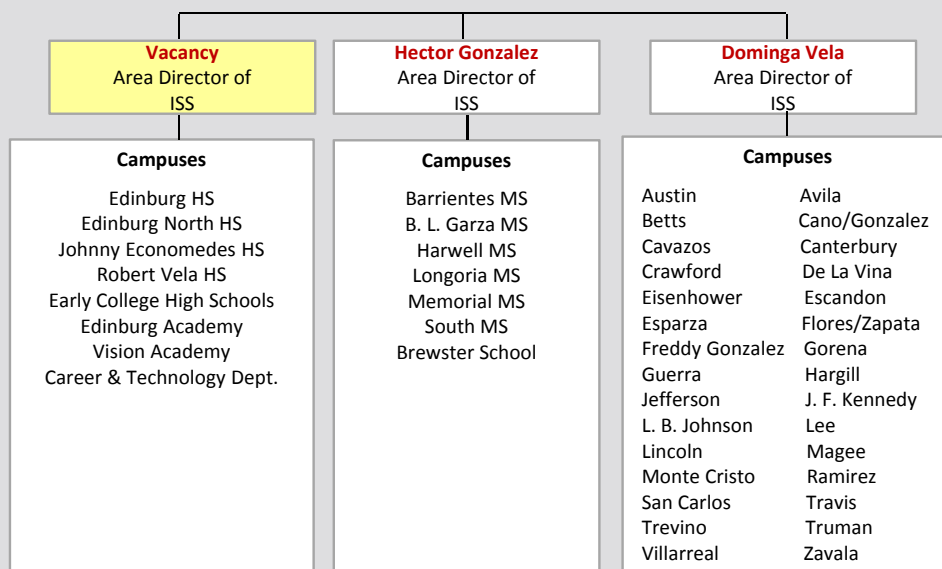 Vacancy
Area Director of
ISS
Hector Gonzalez
Area Director of
ISS
Dominga Vela
Area Director of
ISS
Campuses
Edinburg HS
Edinburg North HS
Johnny Economedes HS
Robert Vela HS
Early College High Schools
Edinburg Academy
Vision Academy
Career & Technology Dept.
Campuses
Barrientes MS
B. L. Garza MS
Harwell MS
Longoria MS
Memorial MS
South MS
Brewster School
Campuses
Austin Avila
Betts Cano/Gonzalez
Cavazos Canterbury
Crawford De La Vina
Eisenhower Escandon
Esparza Flores/Zapata
Freddy Gonzalez Gorena
Guerra Hargill
Jefferson J. F. Kennedy
L. B. Johnson Lee
Lincoln Magee
Monte Cristo Ramirez
San Carlos Travis
Trevino Truman
Villarreal Zavala